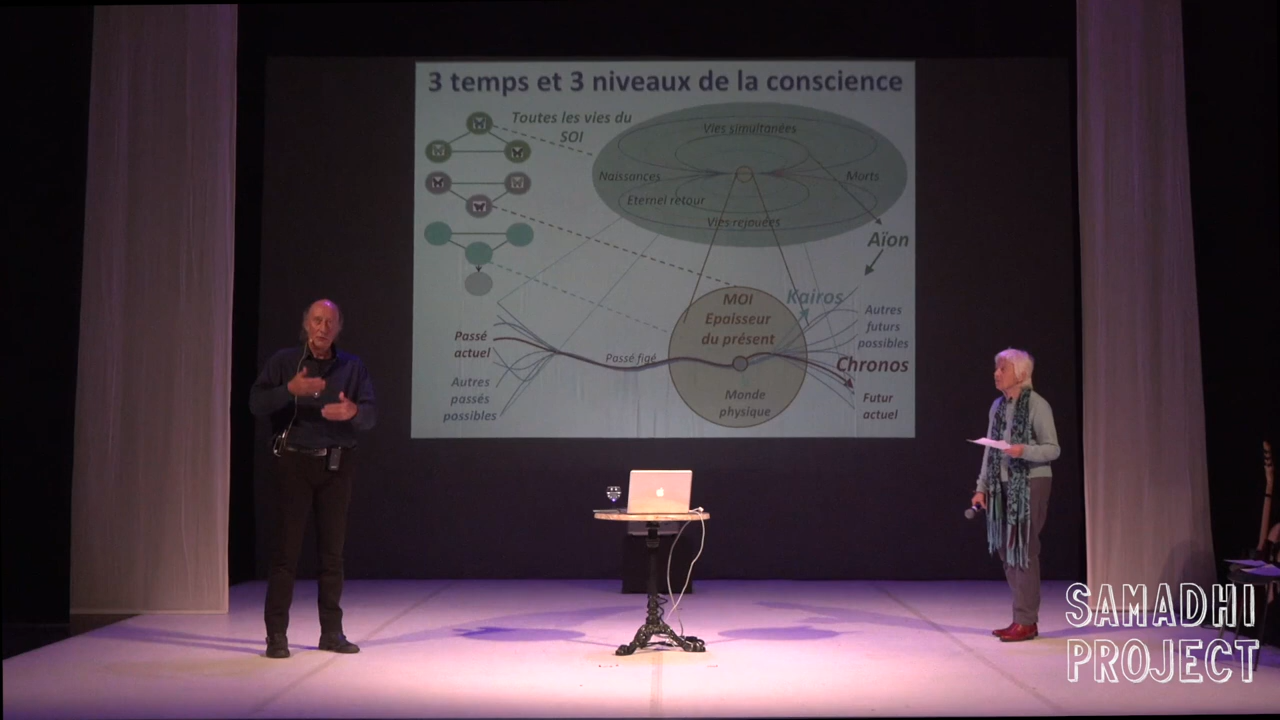 3 temps et 3 niveaux de la conscience
Toutes les vies du
SOI
Vies simultanées
Naissances
Morts
Eternel retour
Vies rejouées
Aïon
MOI
Epaisseur
du présent
Kairos
Autres
futurs
possibles
Passé
actuel
Passé figé
Chronos
Autres
passés
possibles
Monde
physique
Futur
actuel
SAMADHI
PROJECT